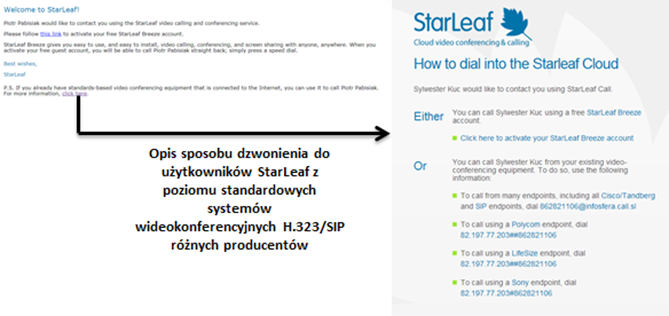 Welcome to StarLeaf!
Piotr Pabisiak would like to contact you using the StarLeaf video calling and conferencing service.
Please follow this link to activate your free StarLeaf Breeze account.
StarLeaf Breeze gives you easy to use, and easy to install, video calling, conferencing, and screen sharing with anyone, anywhere. When you
activate your free guest account, you will be able to call Piotr Pabisiak straight back; simply press a speed dial.
Best wishes,
StarLeaf
P.S. If you already have standards-based video conferencing equipment that is connected to the Internet, you can use it to call Piotr Pabisiak.
For more information, click here.
Opis sposobu dzwonienia do
użytkowników StarLeaf z
poziomu standardowych
systemów
wideokonferencyjnych H.323/SIP
różnych producentów
StarLeaf
Cloud video conferencing & calling
How to dial into the Starleaf Cloud
Sylwester Kuc would like to contact you using StarLeaf Call.
Either
You can call Sylwester Kuc using a free StarLeaf Breeze
account.
Click here to activate your StarLeaf Breeze account
Or
You can call Sylwester Kuc from your existing video-
conferencing equipment. To do so, use the following
information:
To call from many endpoints, including all Cisco/Tandberg
and SIP endpoints, dial 862821106@infosfera.call.sl
To call using a Polycom endpoint, dial
82.197.77.203##862821106
To call using a LifeSize endpoint, dial
82.197.77.203##862821106
To call using a Sony endpoint, dial
82.197.77.203#862821106